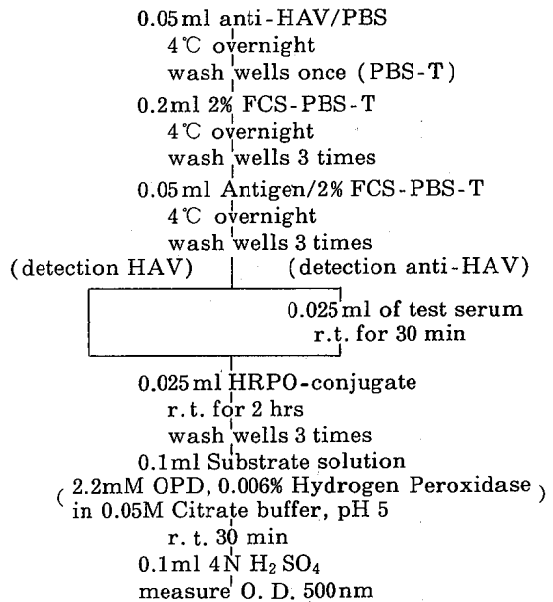 0.05ml anti-HAV/PBS
4℃ overnight
wash wells once (PBS-T)
0.2ml 2% FCS-PBS-T
4℃ overnight
wash wells 3 times
0.05ml Antigen/2% FCS-PBS-T
4℃ overnight
wash wells 3 times
(detection HAV) (detection anti-HAV)
0.025ml of test serum
r.t. for 30 min
0.025ml HRPO-conjugate
r. t. for 2 hrs
wash wells 3 times
0.1ml Substrate solution
(2.2mM OPD, 0.006% Hydrogen Peroxidase)
in 0.05M Citrate buffer, pH 5
r. t. 30 min
0.1ml 4N H₂SO₄
measure O. D. 500nm